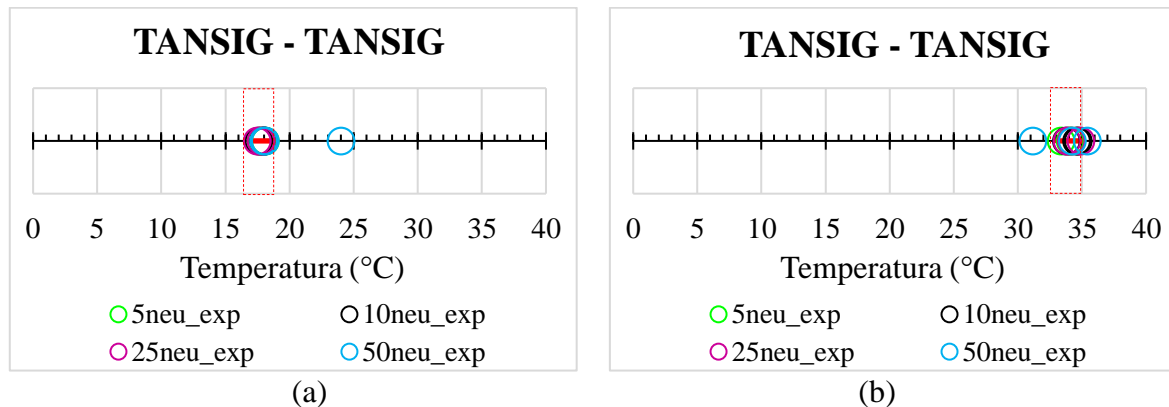 TANSIG - TANSIG
0 5 10 15 20 25 30 35 40
Temperatura (°C)
5neu_exp 10neu_exp
25neu_exp 50neu_exp
(a)
TANSIG - TANSIG
0 5 10 15 20 25 30 35 40
Temperatura (°C)
5neu_exp 10neu_exp
25neu_exp 50neu_exp
(b)